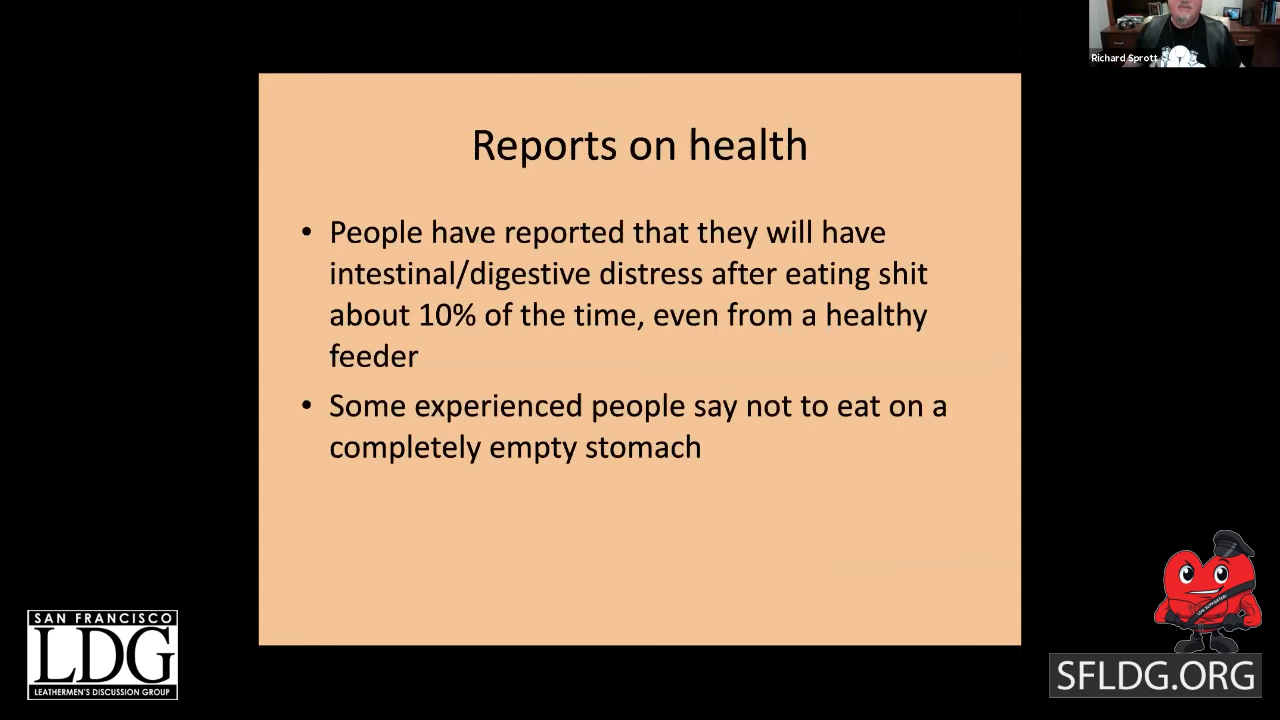 Richard Sprott
Reports on health
• People have reported that they will have
intestinal/digestive distress after eating shit
about 10% of the time, even from a healthy
feeder
• Some experienced people say not to eat on a
completely empty stomach
SAN FRANCISCO
LDG
LEATHERMEN'S DISCUSSION GROUP
LDG SUPPORTER!
SFLDG.ORG